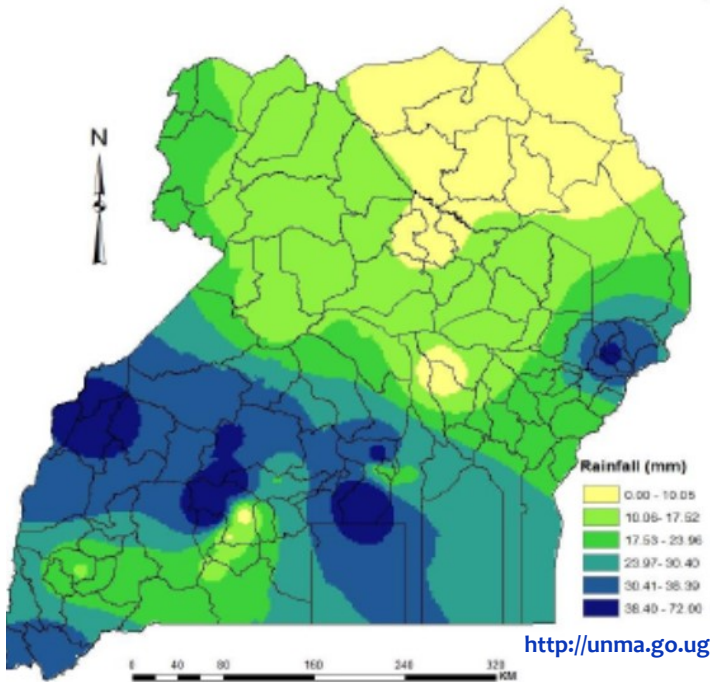 N
Rainfall (mm)
0.00 - 10.05
10.06 - 17.52
17.53 - 23.96
23.97 - 30.40
30.41 - 38.39
38.40 - 72.00
http://unma.go.ug
0 20 40 80 160 240 320
KM